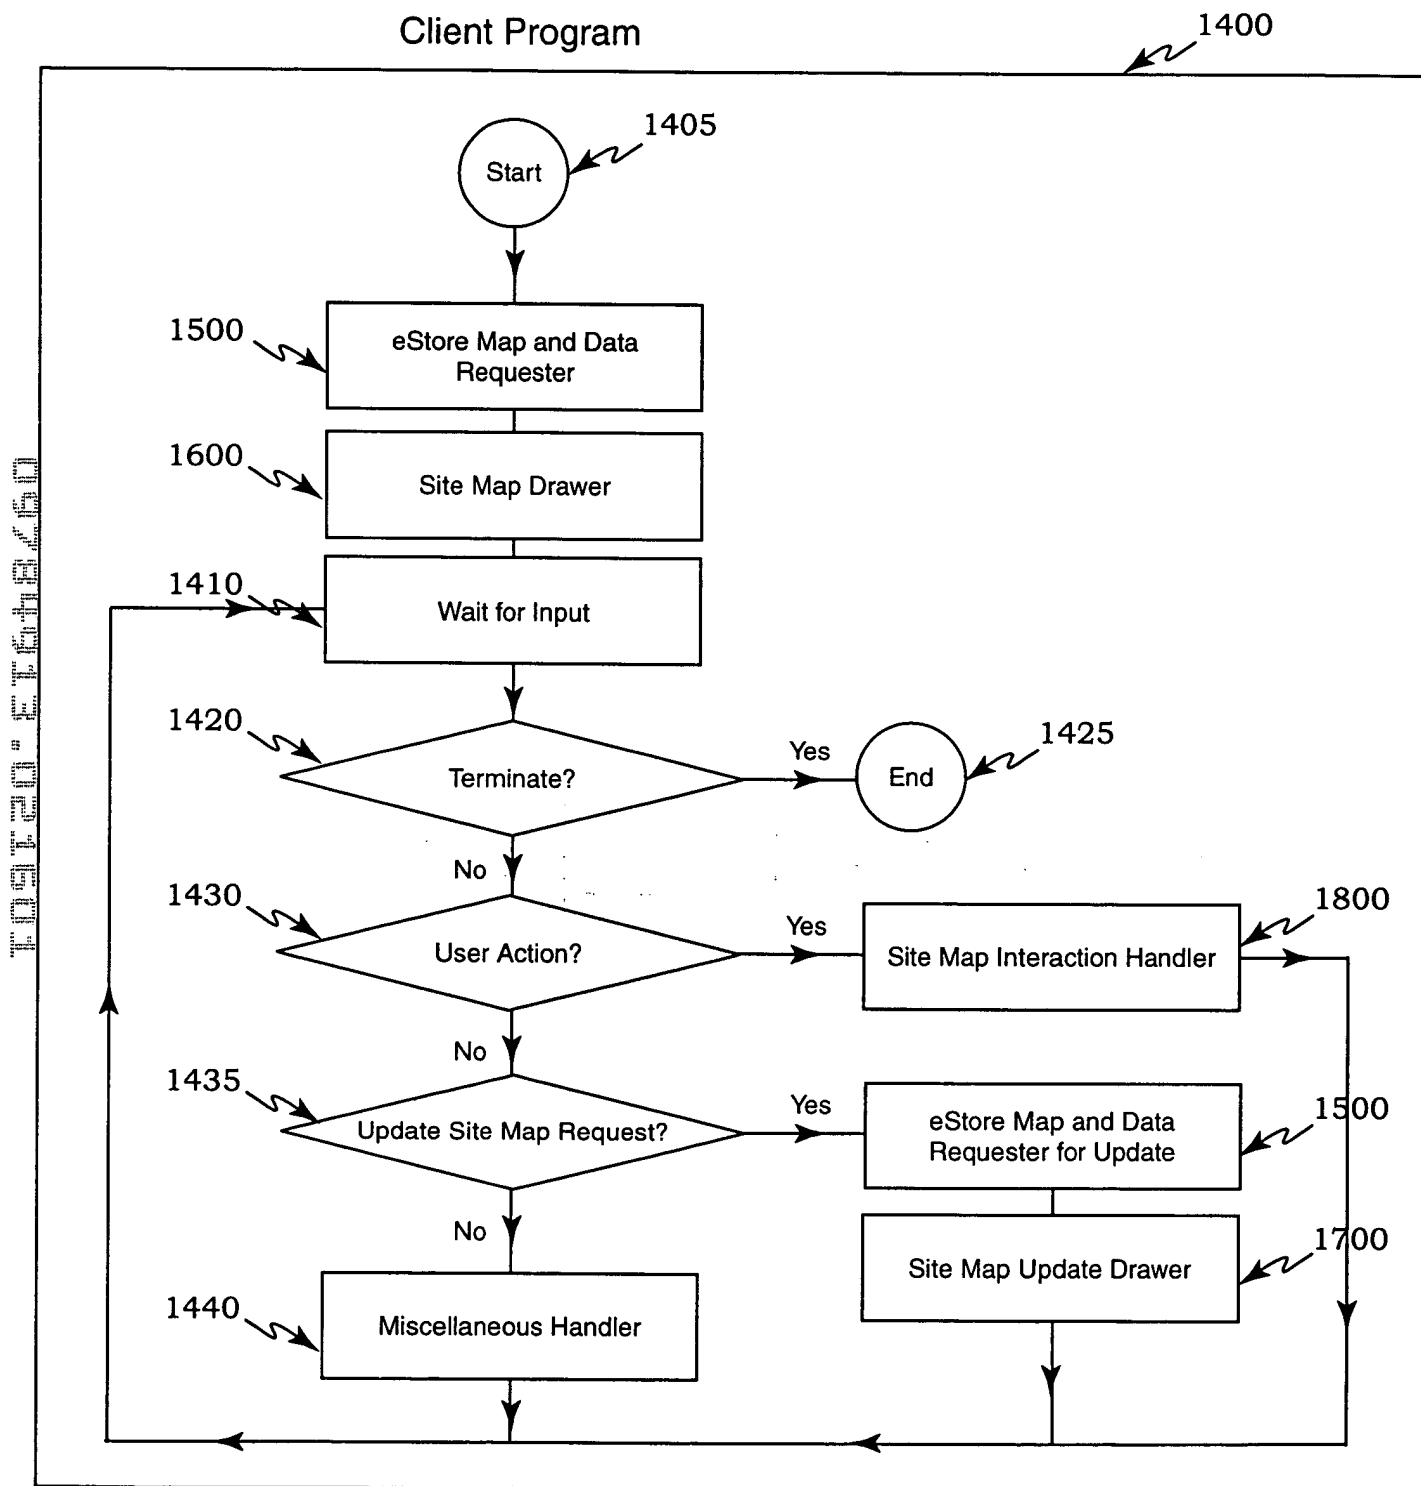 Client Program
1400
Start
1405
1500
eStore Map and Data
Requester
1600
Site Map Drawer
1410
Wait for Input
1420
Terminate?
Yes
End
1425
No
1430
User Action?
Yes
Site Map Interaction Handler
1800
No
1435
Update Site Map Request?
Yes
eStore Map and Data
Requester for Update
1500
No
Site Map Update Drawer
1700
1440
Miscellaneous Handler
09784913.021501